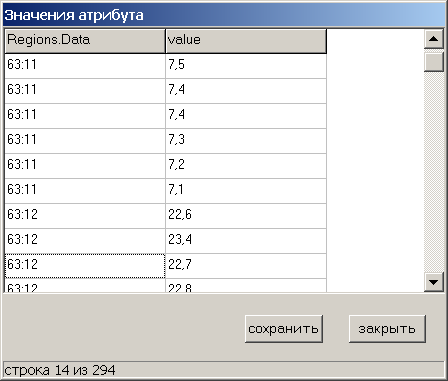 Значения атрибута
Regions.Data value
63:11 7,5
63:11 7,4
63:11 7,4
63:11 7,3
63:11 7,2
63:11 7,1
63:12 22,6
63:12 23,4
63:12 22,7
63:12 22,8
сохранить закрыть
строка 14 из 294